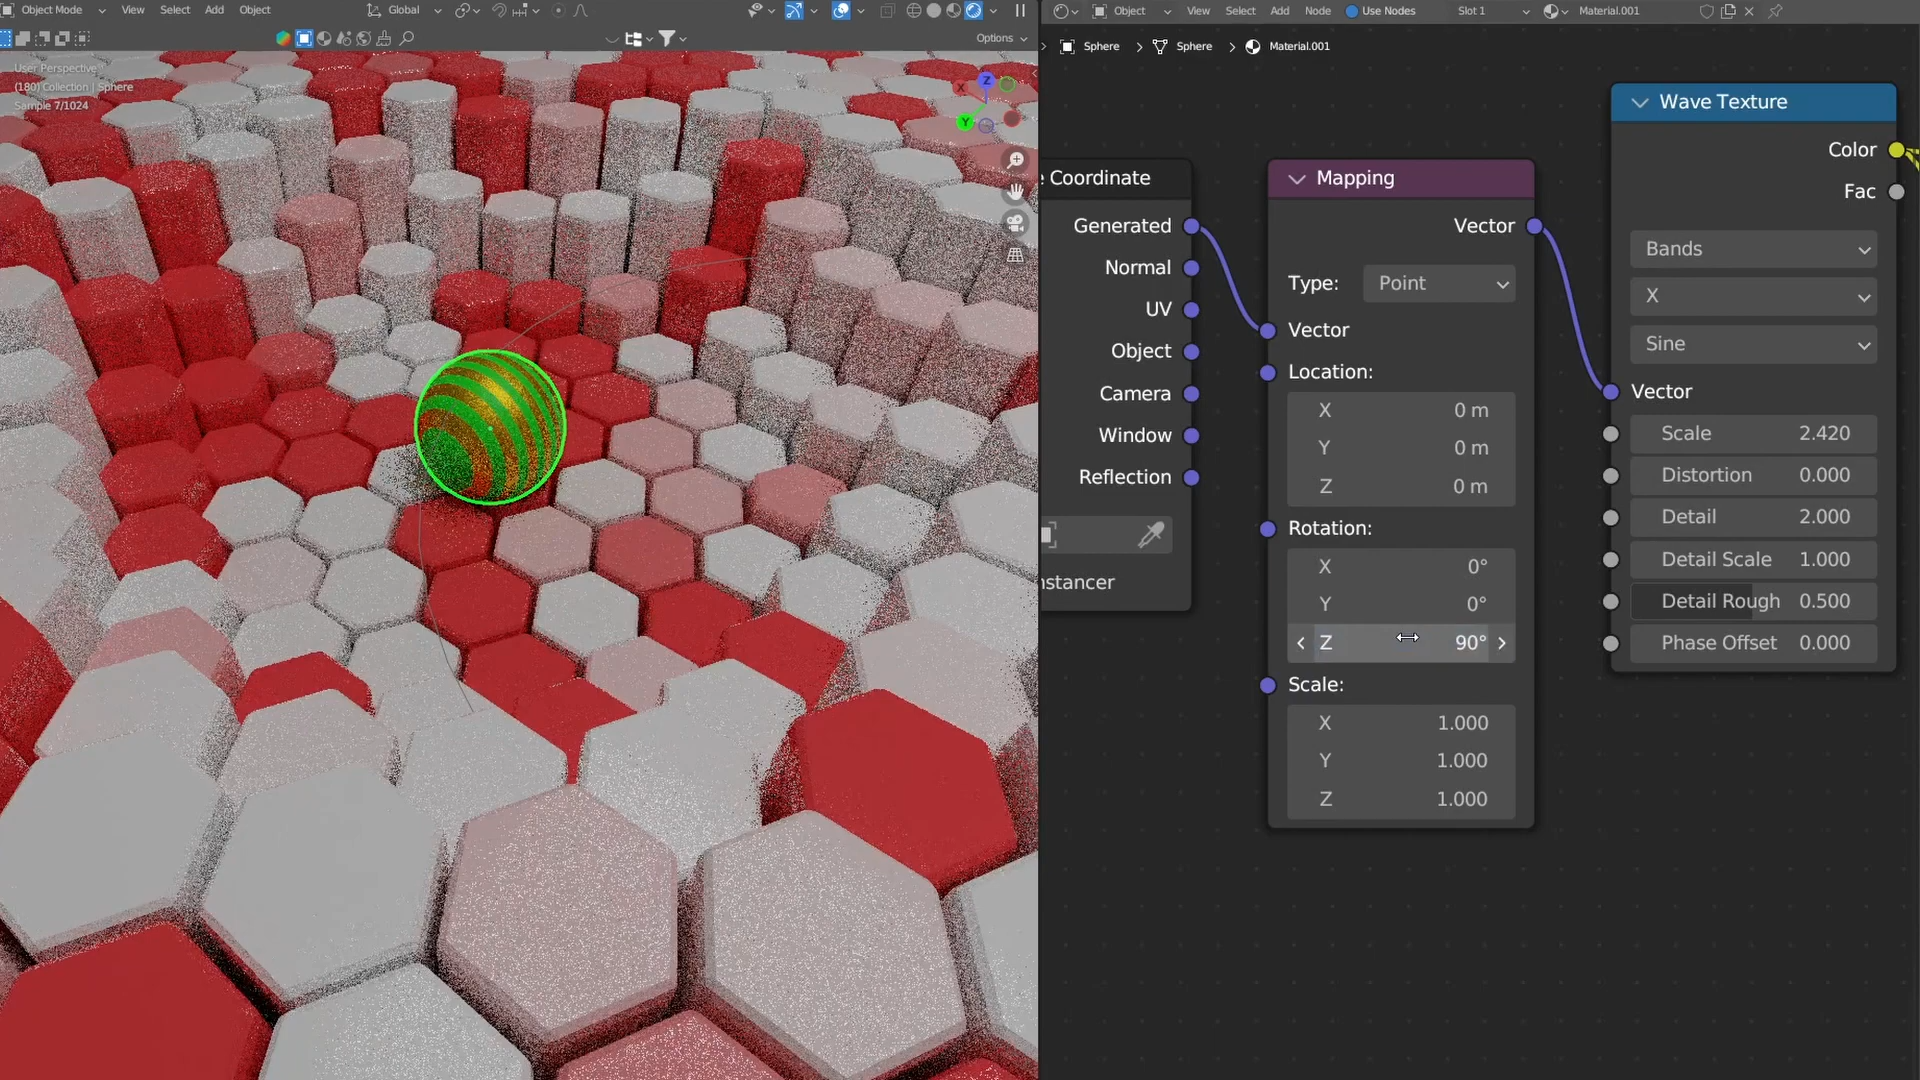 Object Mode View Select Add Object Global
Options
User Perspective
(180) Collection | Sphere
Sample 7/1024
X Z Y
Object View Select Add Node Use Nodes Slot 1 Material.001
Sphere Sphere Material.001
Coordinate
Generated
Normal
UV
Object
Camera
Window
Reflection
nstancer
Mapping
Vector
Type: Point
Vector
Location:
X 0 m
Y 0 m
Z 0 m
Rotation:
X 0°
Y 0°
Z 90°
Scale:
X 1.000
Y 1.000
Z 1.000
Wave Texture
Color
Fac
Bands
X
Sine
Vector
Scale 2.420
Distortion 0.000
Detail 2.000
Detail Scale 1.000
Detail Rough 0.500
Phase Offset 0.000